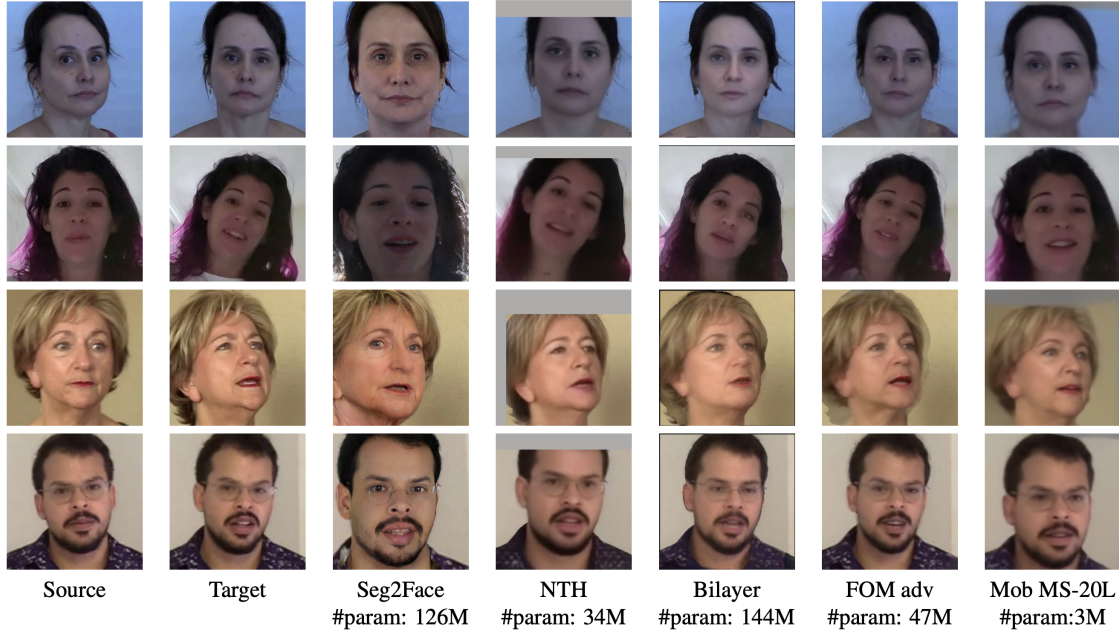 Source Target Seg2Face NTH Bilayer FOM adv Mob MS-20L
#param: 126M #param: 34M #param: 144M #param: 47M #param:3M